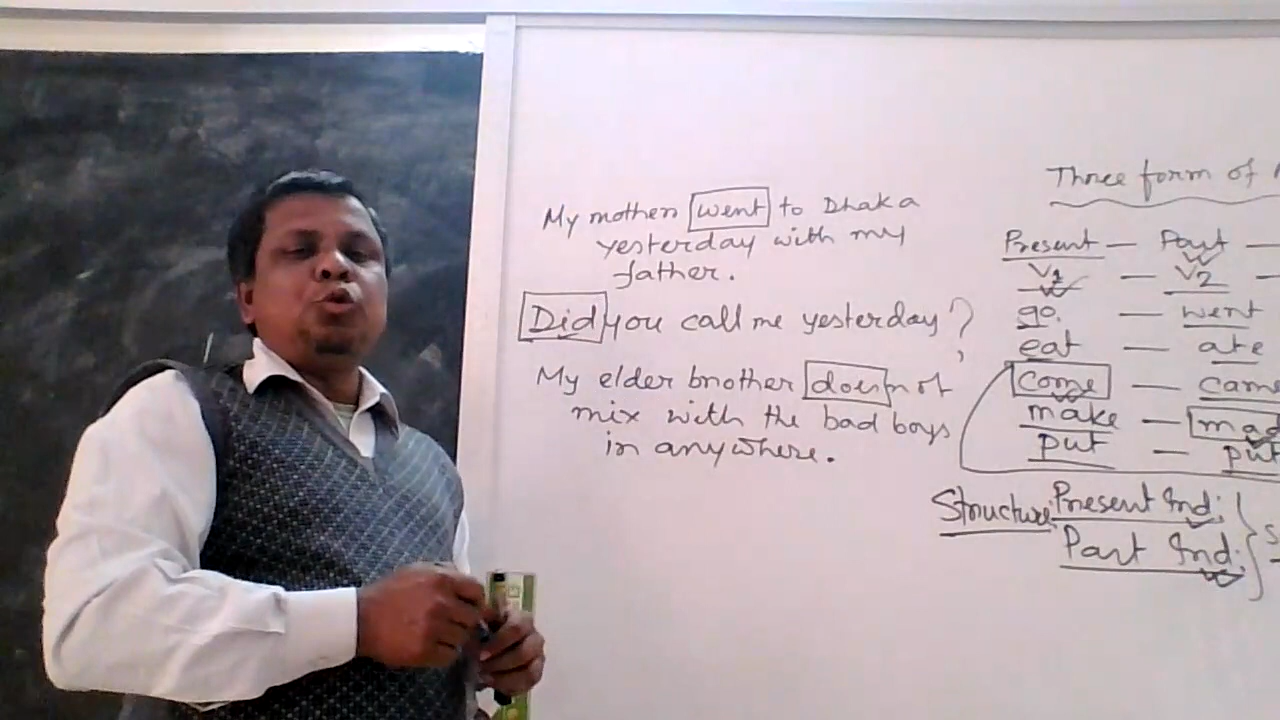 My mother went to Dhaka
yesterday with my
father.
Did you call me yesterday?
My elder brother does not
mix with the bad boys
in anywhere.
Three form of
Present — Past —
V1 — V2 —
go. — went
eat — ate
come — came
make — mad
put — put
Structure Present Ind;
Past Ind;